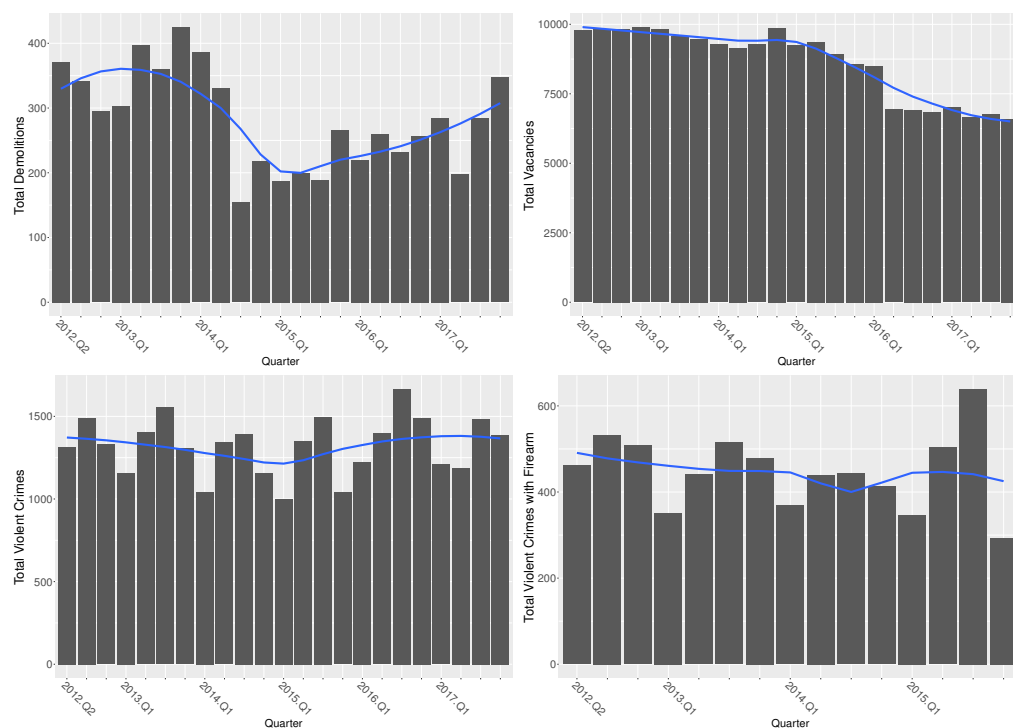 Total Demolitions
400
300
200
100
0
2012.Q2
2013.Q1
2014.Q1
2015.Q1
2016.Q1
2017.Q1
Quarter
Total Vacancies
10000
7500
5000
2500
0
2012.Q2
2013.Q1
2014.Q1
2015.Q1
2016.Q1
2017.Q1
Quarter
Total Violent Crimes
1500
1000
500
0
2012.Q2
2013.Q1
2014.Q1
2015.Q1
2016.Q1
2017.Q1
Quarter
Total Violent Crimes with Firearm
600
400
200
0
2012.Q2
2013.Q1
2014.Q1
2015.Q1
Quarter